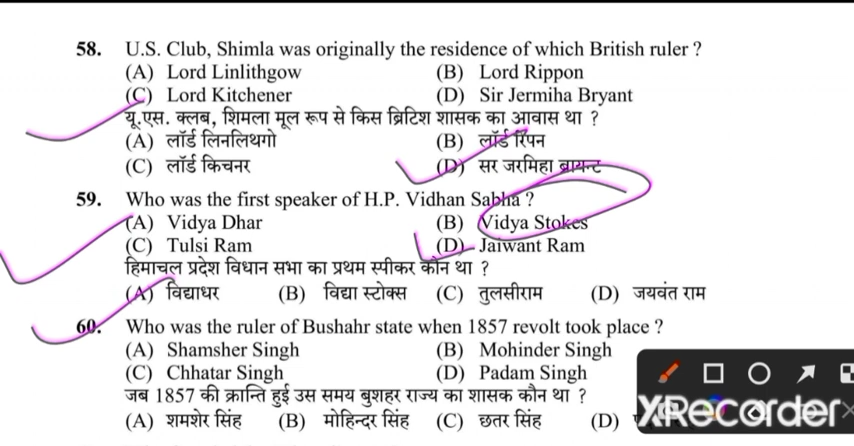 58. U.S. Club, Shimla was originally the residence of which British ruler ?
(A) Lord Linlithgow (B) Lord Rippon
(C) Lord Kitchener (D) Sir Jermiha Bryant
यू.एस. क्लब, शिमला मूल रूप से किस ब्रिटिश शासक का आवास था ?
(A) लॉर्ड लिनलिथगो (B) लॉर्ड रिपन
(C) लॉर्ड किचनर (D) सर जरमिहा ब्रायन्ट
59. Who was the first speaker of H.P. Vidhan Sabha ?
(A) Vidya Dhar (B) Vidya Stokes
(C) Tulsi Ram (D) Jaiwant Ram
हिमाचल प्रदेश विधान सभा का प्रथम स्पीकर कौन था ?
(A) विद्याधर (B) विद्या स्टोक्स (C) तुलसीराम (D) जयवंत राम
60. Who was the ruler of Bushahr state when 1857 revolt took place ?
(A) Shamsher Singh (B) Mohinder Singh
(C) Chhatar Singh (D) Padam Singh
जब 1857 की क्रान्ति हुई उस समय बुशहर राज्य का शासक कौन था ?
(A) शमशेर सिंह (B) मोहिन्दर सिंह (C) छतर सिंह (D)
XRecorder